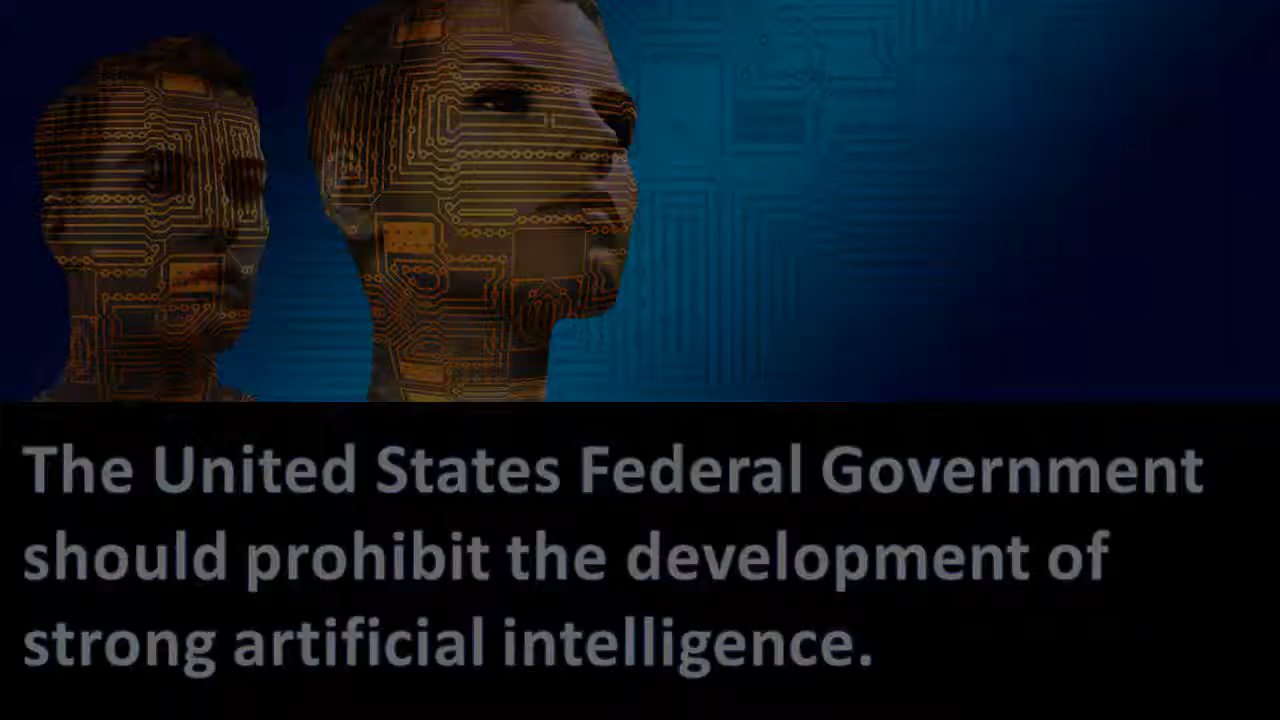 The United States Federal Government
should prohibit the development of
strong artificial intelligence.